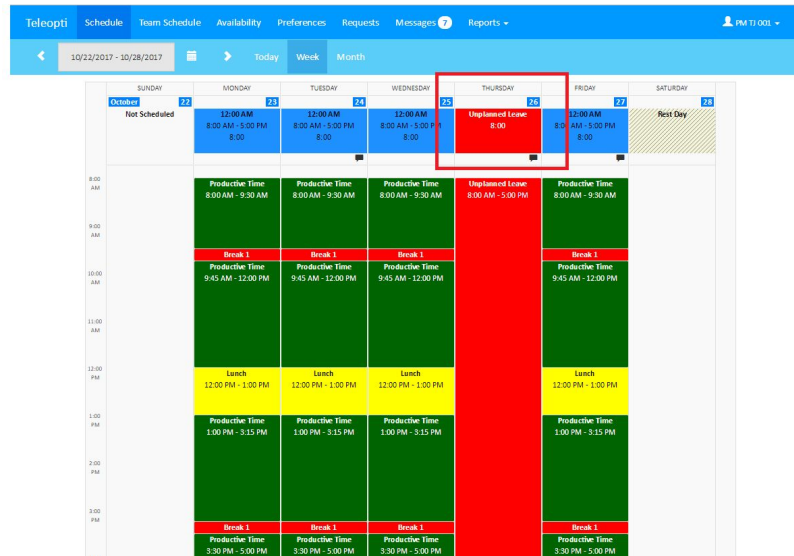 Teleopti Schedule Team Schedule Availability Preferences Requests Messages 7 Reports PM TJ 001
10/22/2017 - 10/28/2017 Today Week Month
SUNDAY MONDAY TUESDAY WEDNESDAY THURSDAY FRIDAY SATURDAY
October 22 23 24 25 26 27 28
Not Scheduled 12:00 AM 12:00 AM 12:00 AM Unplanned Leave 12:00 AM Rest Day
8:00 AM - 5:00 PM 8:00 AM - 5:00 PM 8:00 AM - 5:00 PM 8:00 8:00 AM - 5:00 PM
8:00 8:00 8:00 8:00
8:00 AM Productive Time Productive Time Productive Time Unplanned Leave Productive Time
8:00 AM - 9:30 AM 8:00 AM - 9:30 AM 8:00 AM - 9:30 AM 8:00 AM - 5:00 PM 8:00 AM - 9:30 AM
9:00 AM
Break 1 Break 1 Break 1 Break 1
Productive Time Productive Time Productive Time Productive Time
10:00 AM 9:45 AM - 12:00 PM 9:45 AM - 12:00 PM 9:45 AM - 12:00 PM 9:45 AM - 12:00 PM
11:00 AM
12:00 PM Lunch Lunch Lunch Lunch
12:00 PM - 1:00 PM 12:00 PM - 1:00 PM 12:00 PM - 1:00 PM 12:00 PM - 1:00 PM
1:00 PM Productive Time Productive Time Productive Time Productive Time
1:00 PM - 3:15 PM 1:00 PM - 3:15 PM 1:00 PM - 3:15 PM 1:00 PM - 3:15 PM
2:00 PM
3:00 PM
Break 1 Break 1 Break 1 Break 1
Productive Time Productive Time Productive Time Productive Time
3:30 PM - 5:00 PM 3:30 PM - 5:00 PM 3:30 PM - 5:00 PM 3:30 PM - 5:00 PM